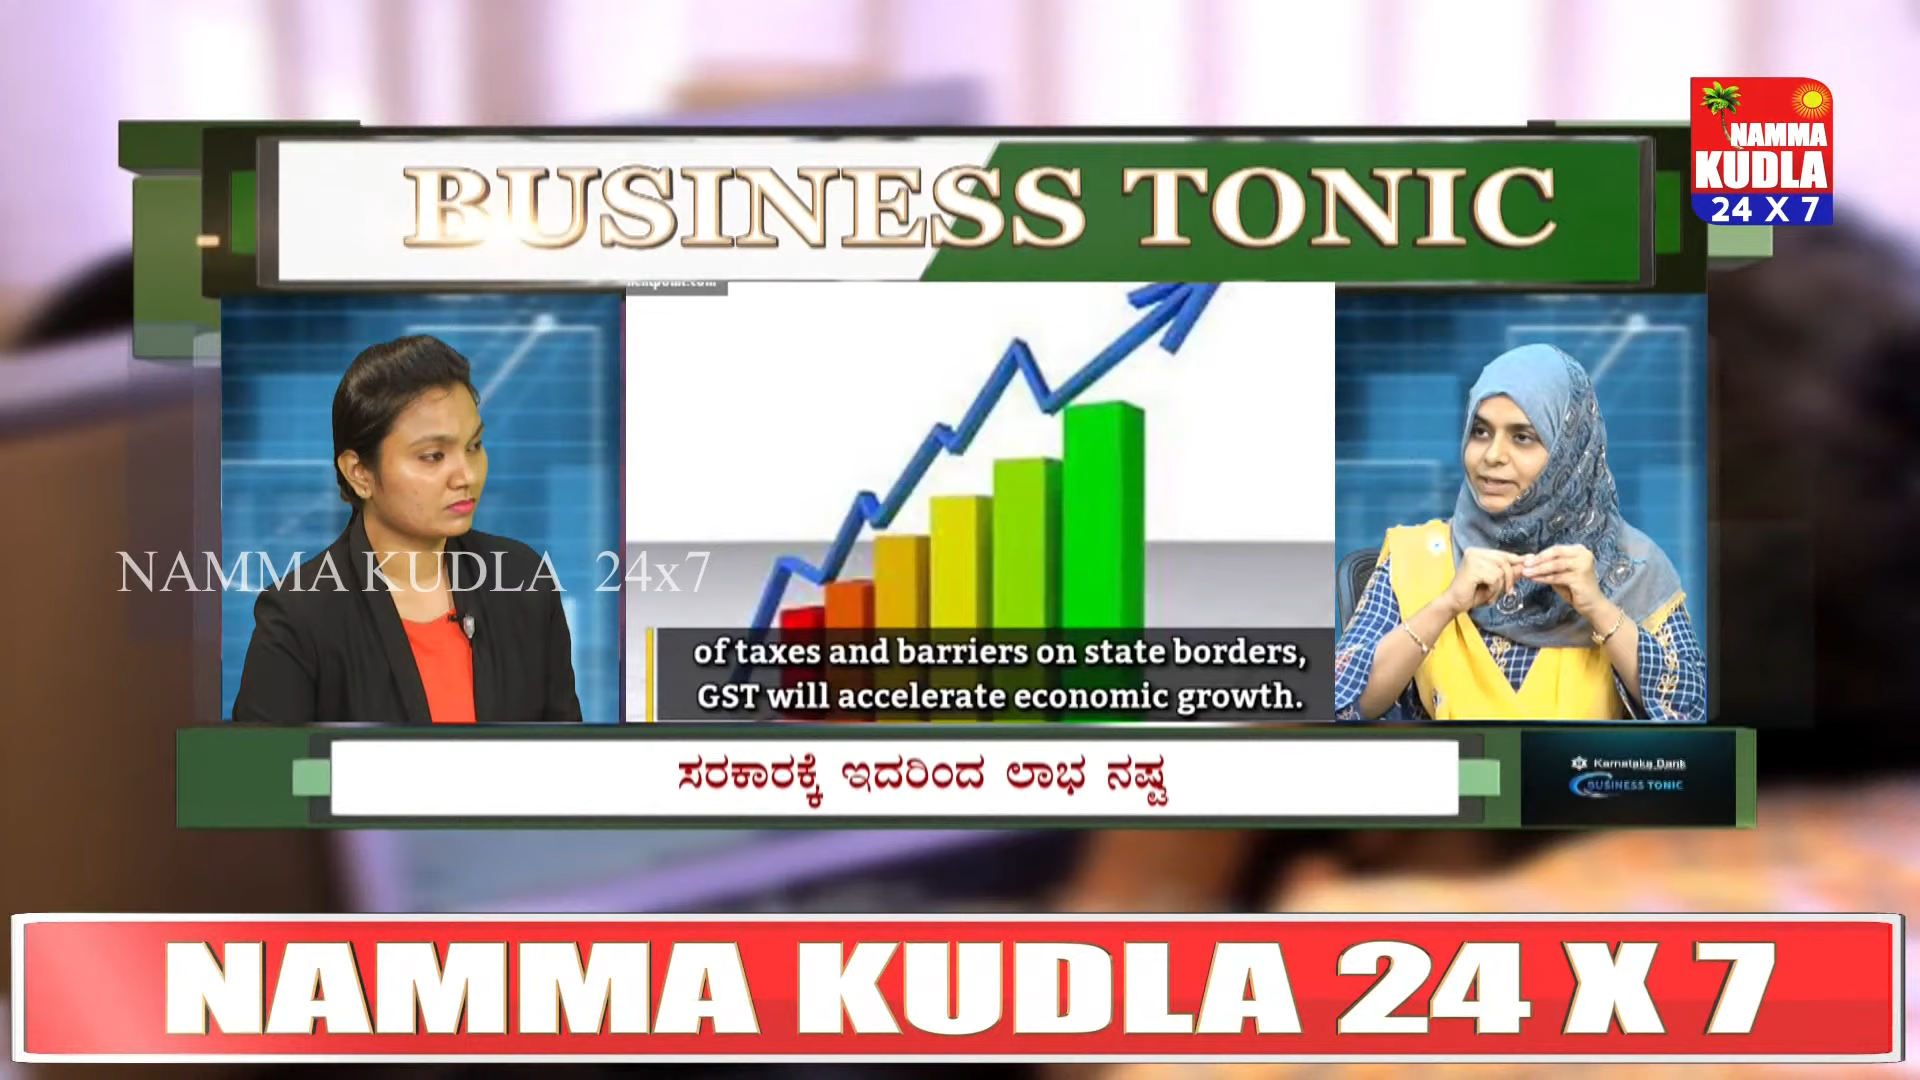 NAMMA
KUDLA
24 X 7
BUSINESS TONIC
NAMMA KUDLA 24x7
of taxes and barriers on state borders,
GST will accelerate economic growth.
ಸರಕಾರಕ್ಕೆ ಇದರಿಂದ ಲಾಭ ನಷ್ಟ
Karnataka Bank
BUSINESS TONIC
NAMMA KUDLA 24 X 7